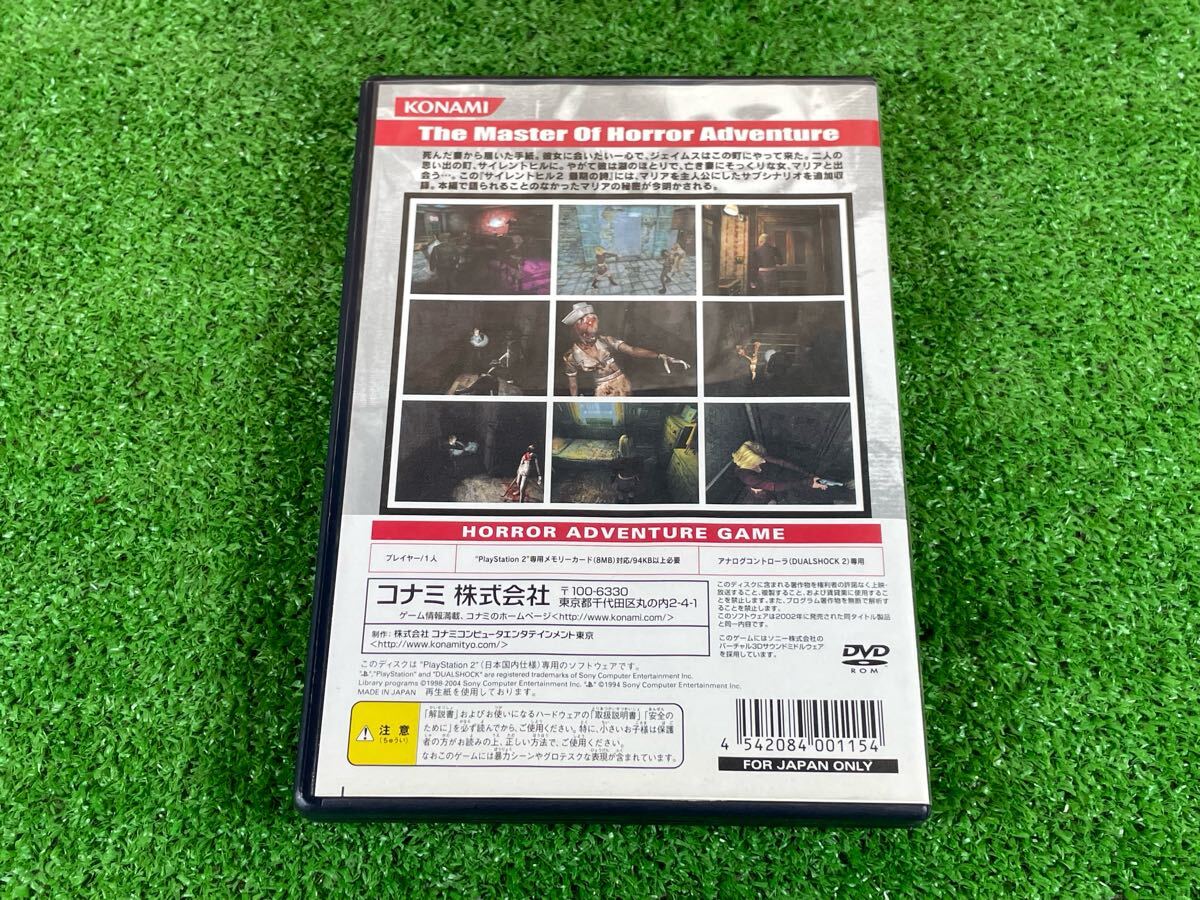 KONAMI
The Master Of Horror Adventure
死んだ妻から届いた手紙。彼女に会いたい一心で、ジェイムスはこの町にやって来た。二人の
思い出の町、サイレントヒルに。やがて彼は湖のほとりで、亡き妻にそっくりな女、マリアと出
会う…。この『サイレントヒル2 最期の詩』には、マリアを主人公にしたサブシナリオを追加収
録。本編で語られることのなかったマリアの秘密が今明かされる。
HORROR ADVENTURE GAME
プレイヤー/1人
"PlayStation 2"専用メモリーカード(8MB)対応/94KB以上必要
アナログコントローラ(DUALSHOCK 2)専用
コナミ 株式会社 〒100-6330
東京都千代田区丸の内2-4-1
ゲーム情報満載、コナミのホームページ<http://www.konami.com/>
制作：株式会社 コナミコンピュータエンタテインメント東京
<http://www.konamityo.com/>
このディスクに含まれる著作物を権利者の許諾なく上映・
放送すること、複製すること、および賃貸業に使用すること
を禁止します。また、プログラム著作物を無断で解析す
ることを禁止します。
このソフトウェアは2002年に発売された同タイトル製品
と同一内容です。
このゲームにはソニー株式会社の
バーチャル3Dサウンドミドルウェア
を採用しています。
DVD
ROM
このディスクは "PlayStation 2" (日本国内仕様) 専用のソフトウェアです。
"PlayStation" and "DUALSHOCK" are registered trademarks of Sony Computer Entertainment Inc.
Library programs ©1998-2004 Sony Computer Entertainment Inc. ©1994 Sony Computer Entertainment Inc.
MADE IN JAPAN 再生紙を使用しております。
注意
(ちゅうい)
「解説書」およびお使いになるハードウェアの「取扱説明書」「安全の
ために」を必ず読んでから、ご使用ください。特に、小さいお子様は保護
者の方がお読みの上、正しい方法で、ご使用ください。
なおこのゲームには暴力シーンやグロテスクな表現が含まれています。
4 542084 001154
FOR JAPAN ONLY